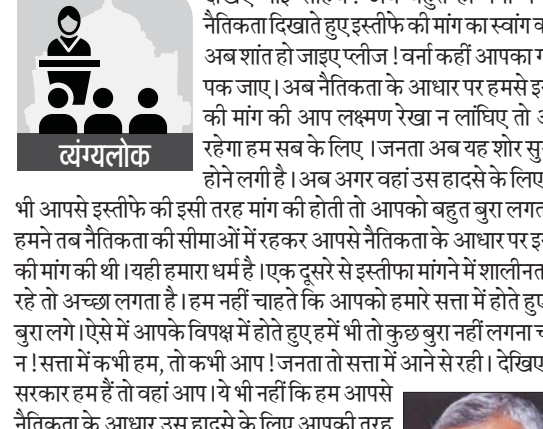 नैतिकता दिखाते हुए इस्तीफे की मांग का स्वांग
अब शांत हो जाइए प्लीज ! वर्ना कहीं आपका
पक जाए। अब नैतिकता के आधार पर हमसे
की मांग की आप लक्ष्मण रेखा न लांघिए तो
रहेगा हम सब के लिए । जनता अब यह शोर
होने लगी है। अब अगर वहां उस हादसे के लिए
व्यंग्यलोक
भी आपसे इस्तीफे की इसी तरह मांग की होती तो आपको बहुत बुरा
हमने तब नैतिकता की सीमाओं में रहकर आपसे नैतिकता के आधार पर
की मांग की थी। यही हमारा धर्म है। एक दूसरे से इस्तीफा मांगने में
रहे तो अच्छा लगता है। हम नहीं चाहते कि आपको हमारे सत्ता में होते
बुरा लगे। ऐसे में आपके विपक्ष में होते हुए हमें भी तो कुछ बुरा नहीं लगना
न ! सत्ता में कभी हम, तो कभी आप ! जनता तो सत्ता में आने से रही।
सरकार हम हैं तो वहां आप। ये भी नहीं कि हम आपसे
नैतिकता के आधार उस हादसे के लिए आपकी तरह